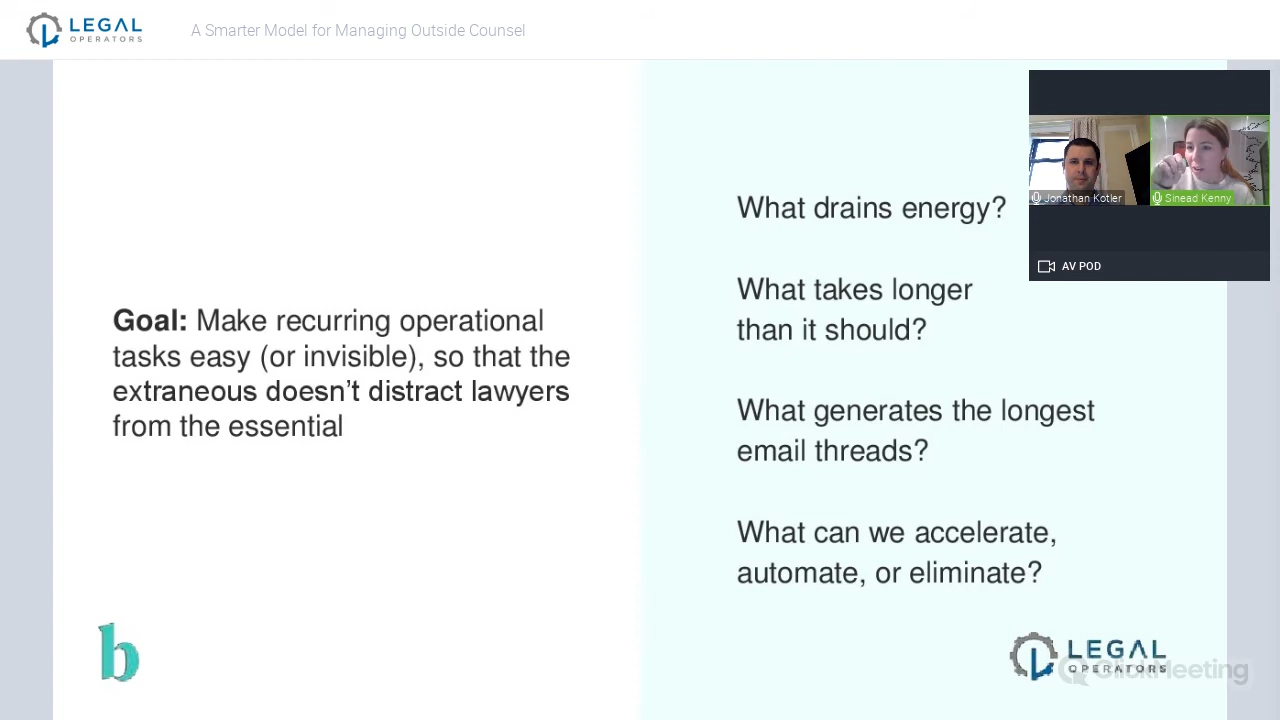 LEGAL
OPERATORS
A Smarter Model for Managing Outside Counsel
Goal: Make recurring operational
tasks easy (or invisible), so that the
extraneous doesn’t distract lawyers
from the essential
What drains energy?
What takes longer
than it should?
What generates the longest
email threads?
What can we accelerate,
automate, or eliminate?
Jonathan Kotler
Sinead Kenny
AV POD
b
LEGAL
OPERATORS
ClickMeeting